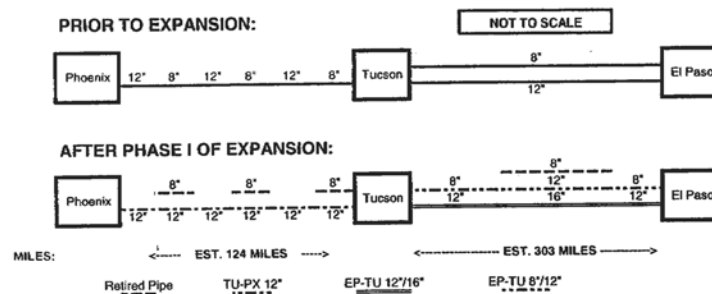 PRIOR TO EXPANSION:
NOT TO SCALE
8"
Phoenix 12" 8" 12" 8" 12" 8" Tucson El Paso
12"
AFTER PHASE I OF EXPANSION:
8"
8" 8" 8" 8" 12" 8"
Phoenix Tucson El Paso
12" 12" 12" 12" 12" 12" 12" 16" 12"
MILES: EST. 124 MILES EST. 303 MILES
Retired Pipe TU-PX 12" EP-TU 12"/16" EP-TU 8"/12"